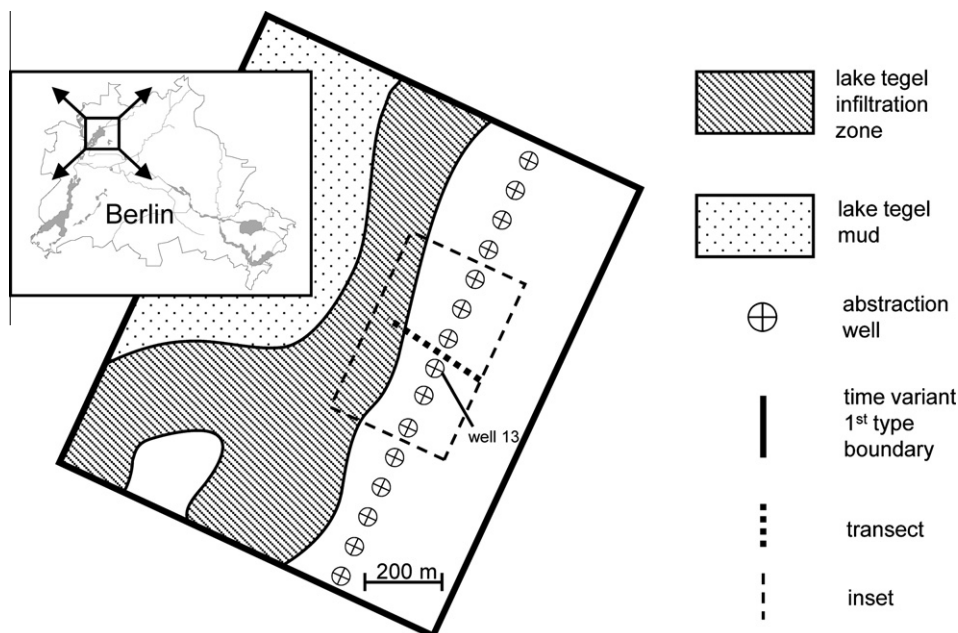 Berlin
well 13
200 m
lake tegel
infiltration
zone
lake tegel
mud
abstraction
well
time variant
1st type
boundary
transect
inset